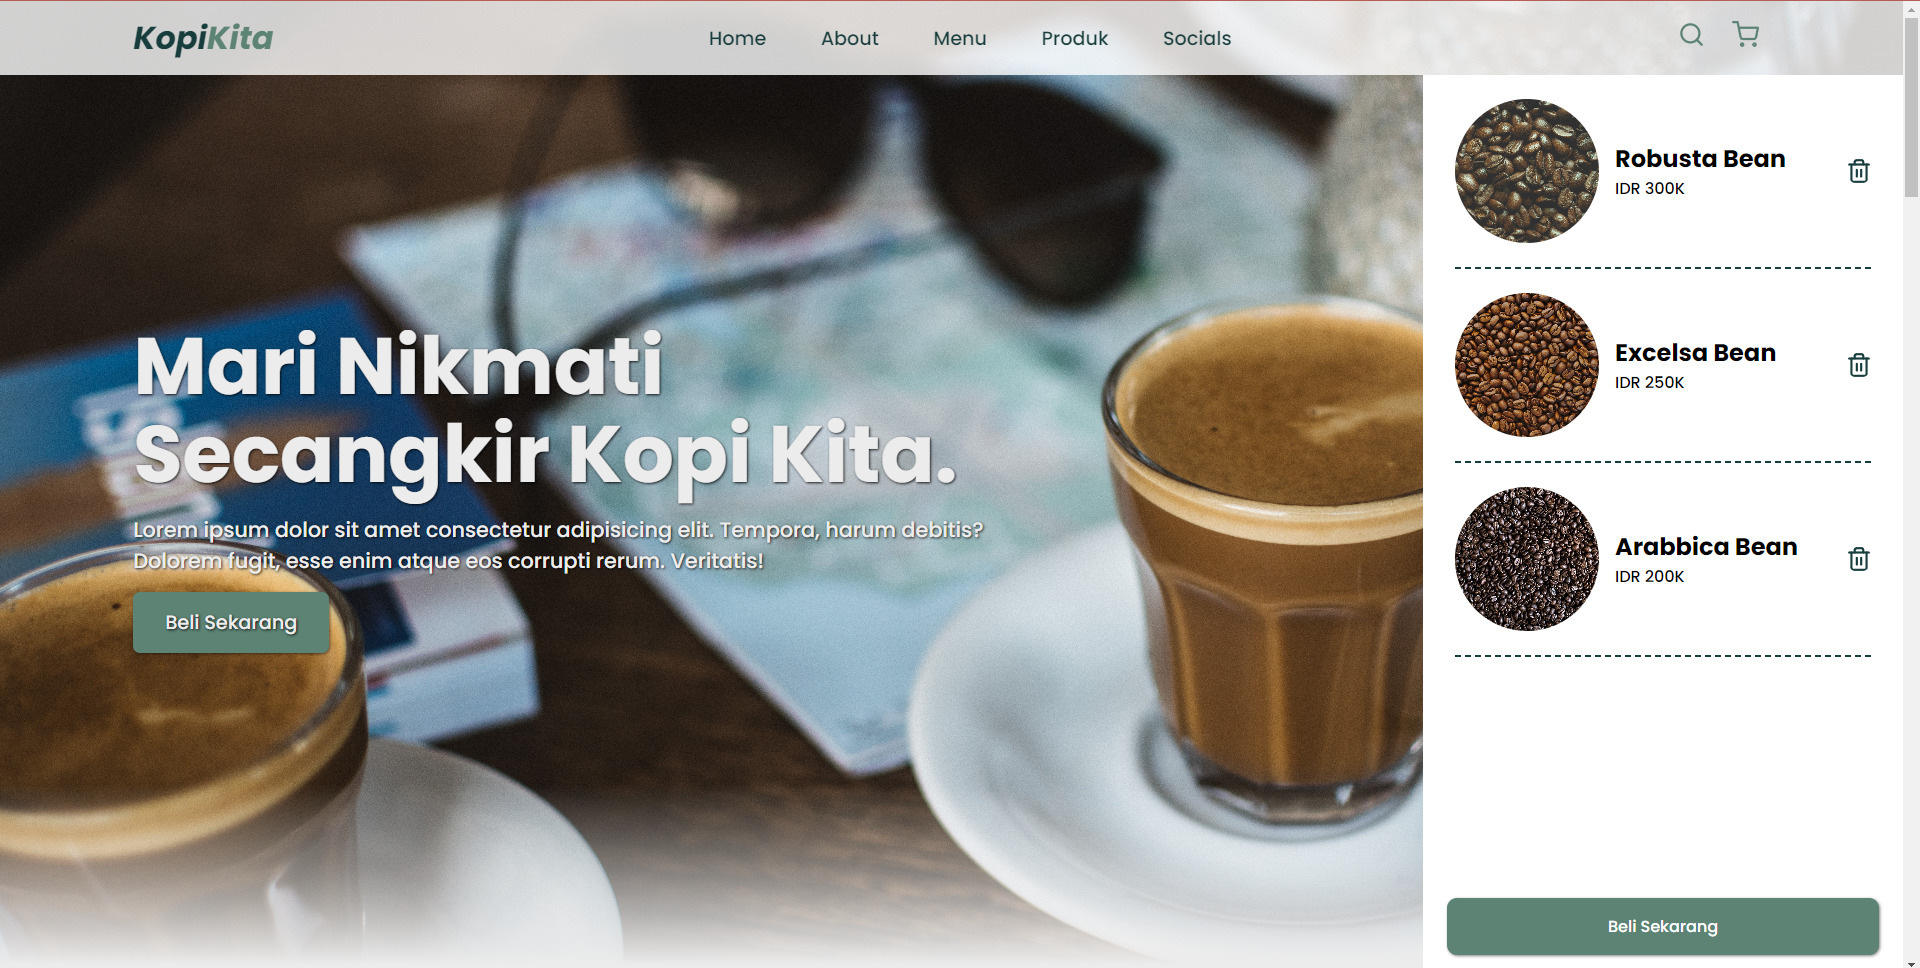 KopiKita
Home About Menu Produk Socials
Mari Nikmati
Secangkir Kopi Kita.
Lorem ipsum dolor sit amet consectetur adipisicing elit. Tempora, harum debitis?
Dolorem fugit, esse enim atque eos corrupti rerum. Veritatis!
Beli Sekarang
Robusta Bean
IDR 300K
Excelsa Bean
IDR 250K
Arabbica Bean
IDR 200K
Beli Sekarang